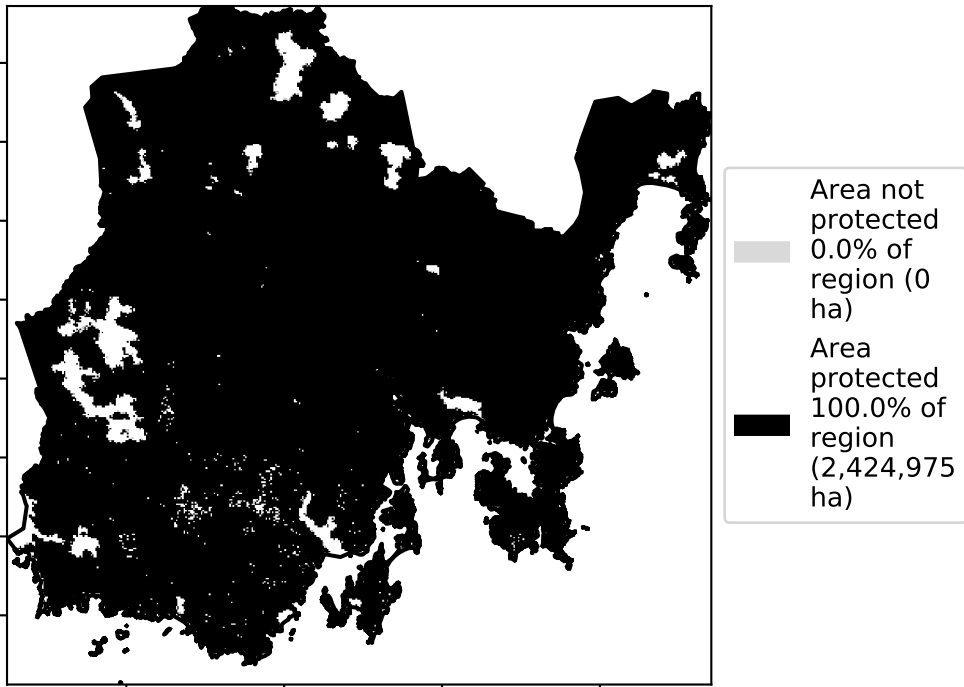 Area not
protected
0.0% of
region (0
ha)
Area
protected
100.0% of
region
(2,424,975
ha)